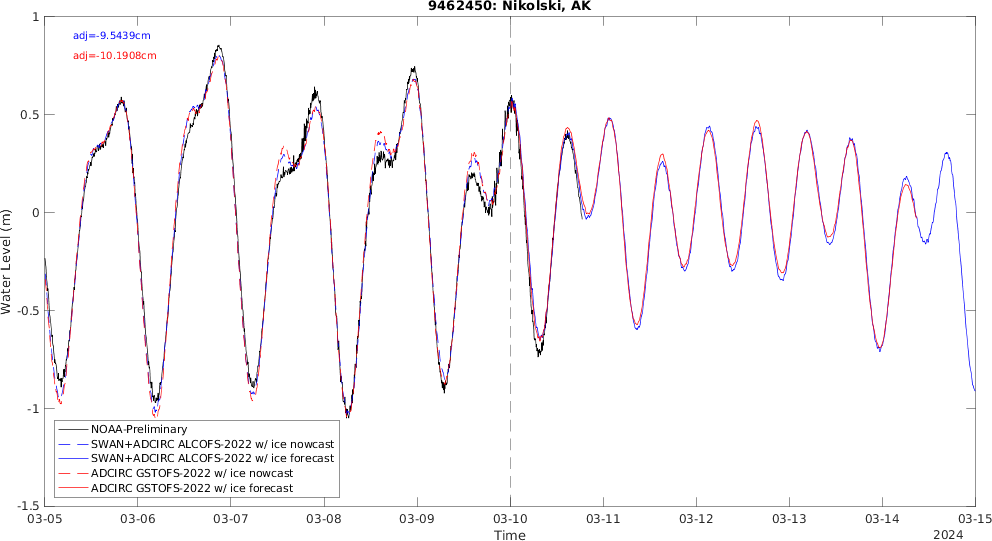 9462450: Nikolski, AK
adj=-9.5439cm
adj=-10.1908cm
Water Level (m)
1
0.5
0
-0.5
-1
-1.5
NOAA-Preliminary
SWAN+ADCIRC ALCOFS-2022 w/ ice nowcast
SWAN+ADCIRC ALCOFS-2022 w/ ice forecast
ADCIRC GSTOFS-2022 w/ ice nowcast
ADCIRC GSTOFS-2022 w/ ice forecast
03-05 03-06 03-07 03-08 03-09 03-10 03-11 03-12 03-13 03-14 03-15
Time
2024